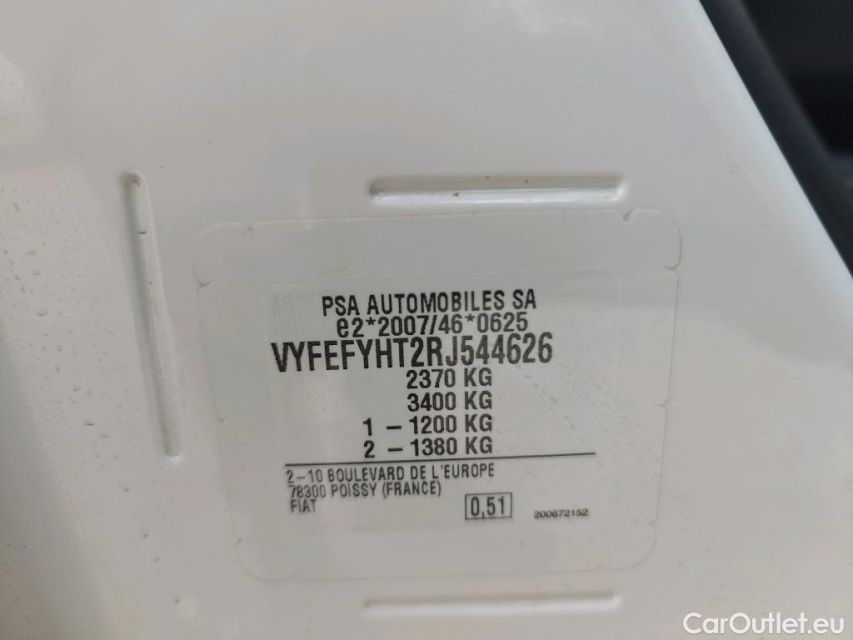 PSA AUTOMOBILES SA
e2*2007/46*0625
VYFEFYHT2RJ544626
2370 KG
3400 KG
1 – 1200 KG
2 – 1380 KG
2–10 BOULEVARD DE L'EUROPE
78300 POISSY (FRANCE)
FIAT
0,51
200672152
CarOutlet.eu